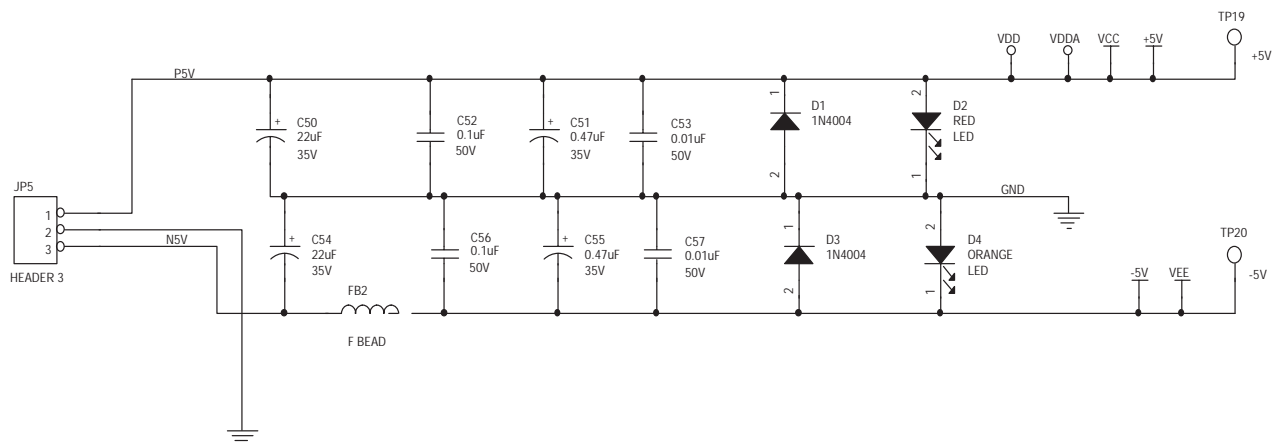 TP19
VDD VDDA VCC +5V
+5V
P5V
1
D1
1N4004
2
2
D2
RED
LED
1
+
C50
22uF
35V
C52
0.1uF
50V
+
C51
0.47uF
35V
C53
0.01uF
50V
GND
JP5
1
2
3
HEADER 3
N5V
+
C54
22uF
35V
C56
0.1uF
50V
+
C55
0.47uF
35V
C57
0.01uF
50V
1
D3
1N4004
2
2
D4
ORANGE
LED
1
TP20
-5V VEE
-5V
FB2
F BEAD